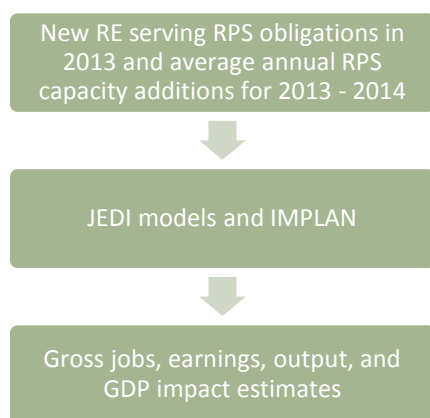 New RE serving RPS obligations in
2013 and average annual RPS
capacity additions for 2013 - 2014
JEDI models and IMPLAN
Gross jobs, earnings, output, and
GDP impact estimates